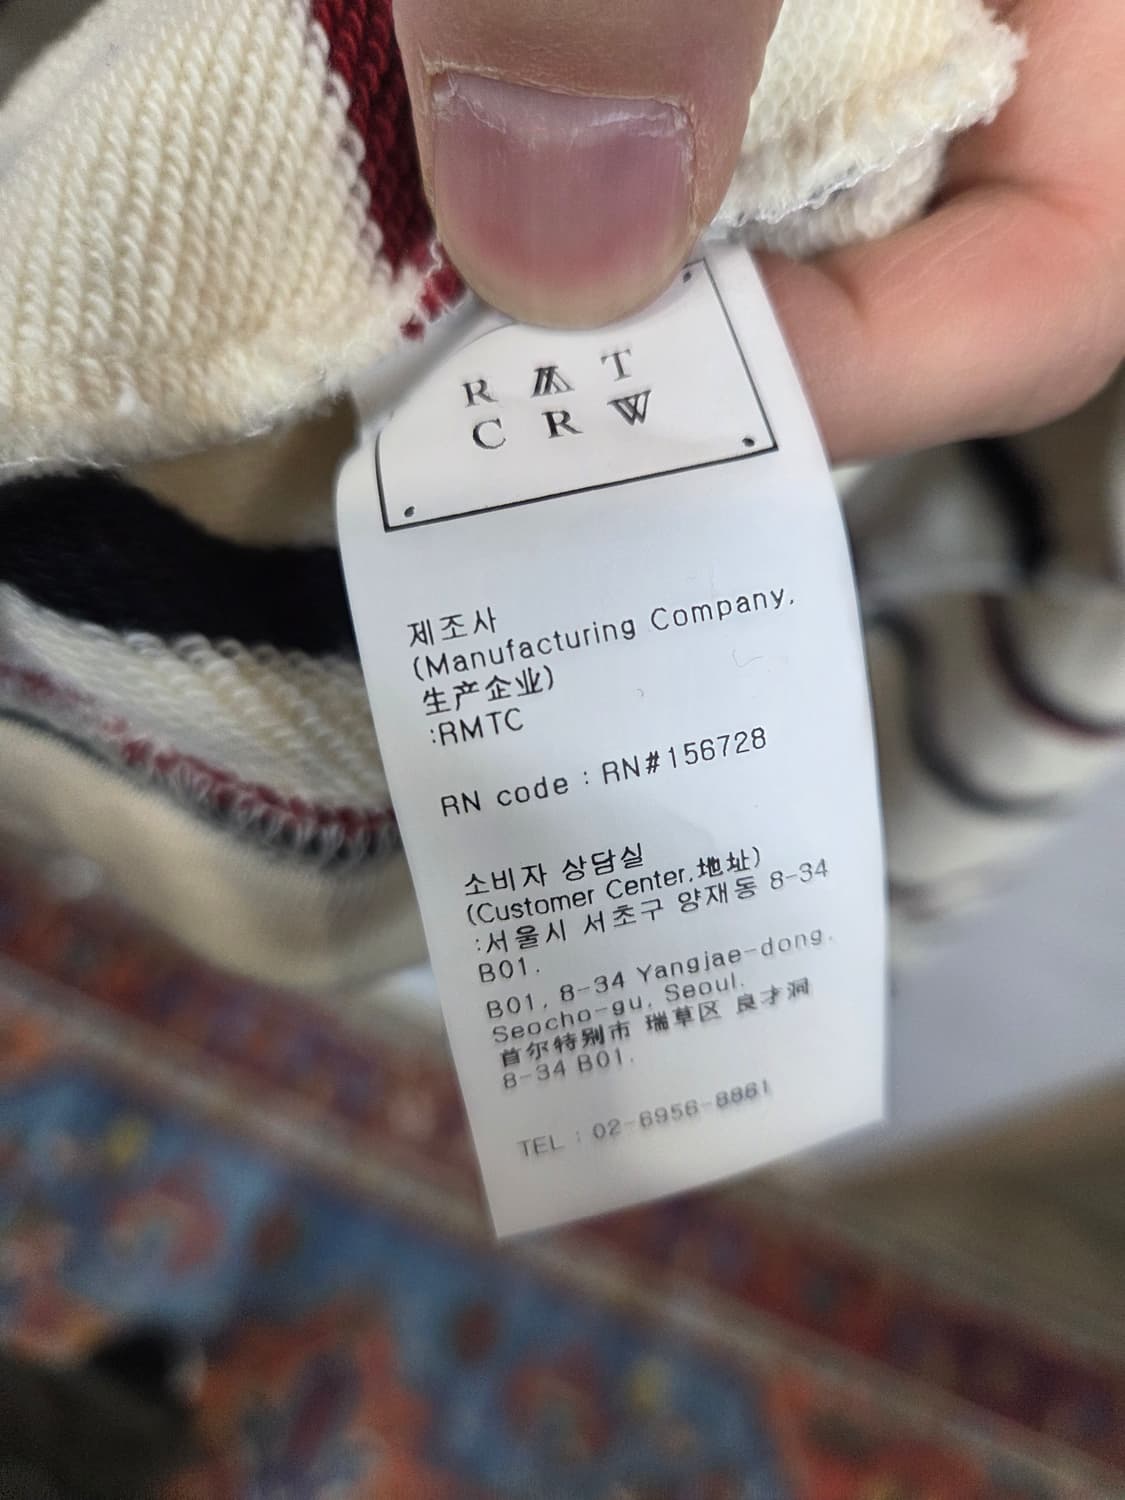 R M T
C R W
제조사
(Manufacturing Company,
生产企业)
:RMTC
RN code : RN#156728
소비자 상담실
(Customer Center,地址)
:서울시 서초구 양재동 8-34
B01.
B01, 8-34 Yangjae-dong,
Seocho-gu, Seoul.
首尔特别市 瑞草区 良才洞
8-34 B01.
TEL : 02-6956-8861